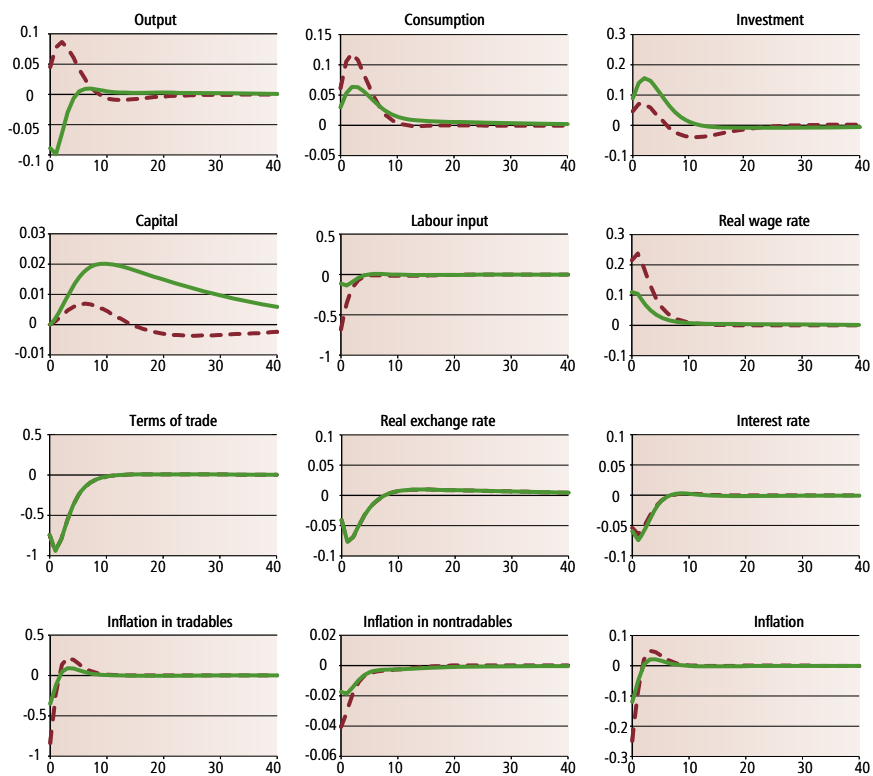 Output
0.1
0.05
0
-0.05
-0.1
0 10 20 30 40
Consumption
0.15
0.1
0.05
0
-0.05
0 10 20 30 40
Investment
0.3
0.2
0.1
0
-0.1
0 10 20 30 40
Capital
0.03
0.02
0.01
0
-0.01
0 10 20 30 40
Labour input
0.5
0
-0.5
-1
0 10 20 30 40
Real wage rate
0.3
0.2
0.1
0
-0.1
0 10 20 30 40
Terms of trade
0.5
0
-0.5
-1
0 10 20 30 40
Real exchange rate
0.1
0.05
0
-0.05
-0.1
0 10 20 30 40
Interest rate
0.1
0.05
0
-0.05
-0.1
0 10 20 30 40
Inflation in tradables
0.5
0
-0.5
-1
0 10 20 30 40
Inflation in nontradables
0.02
0
-0.02
-0.04
-0.06
0 10 20 30 40
Inflation
0.1
0
-0.1
-0.2
-0.3
0 10 20 30 40